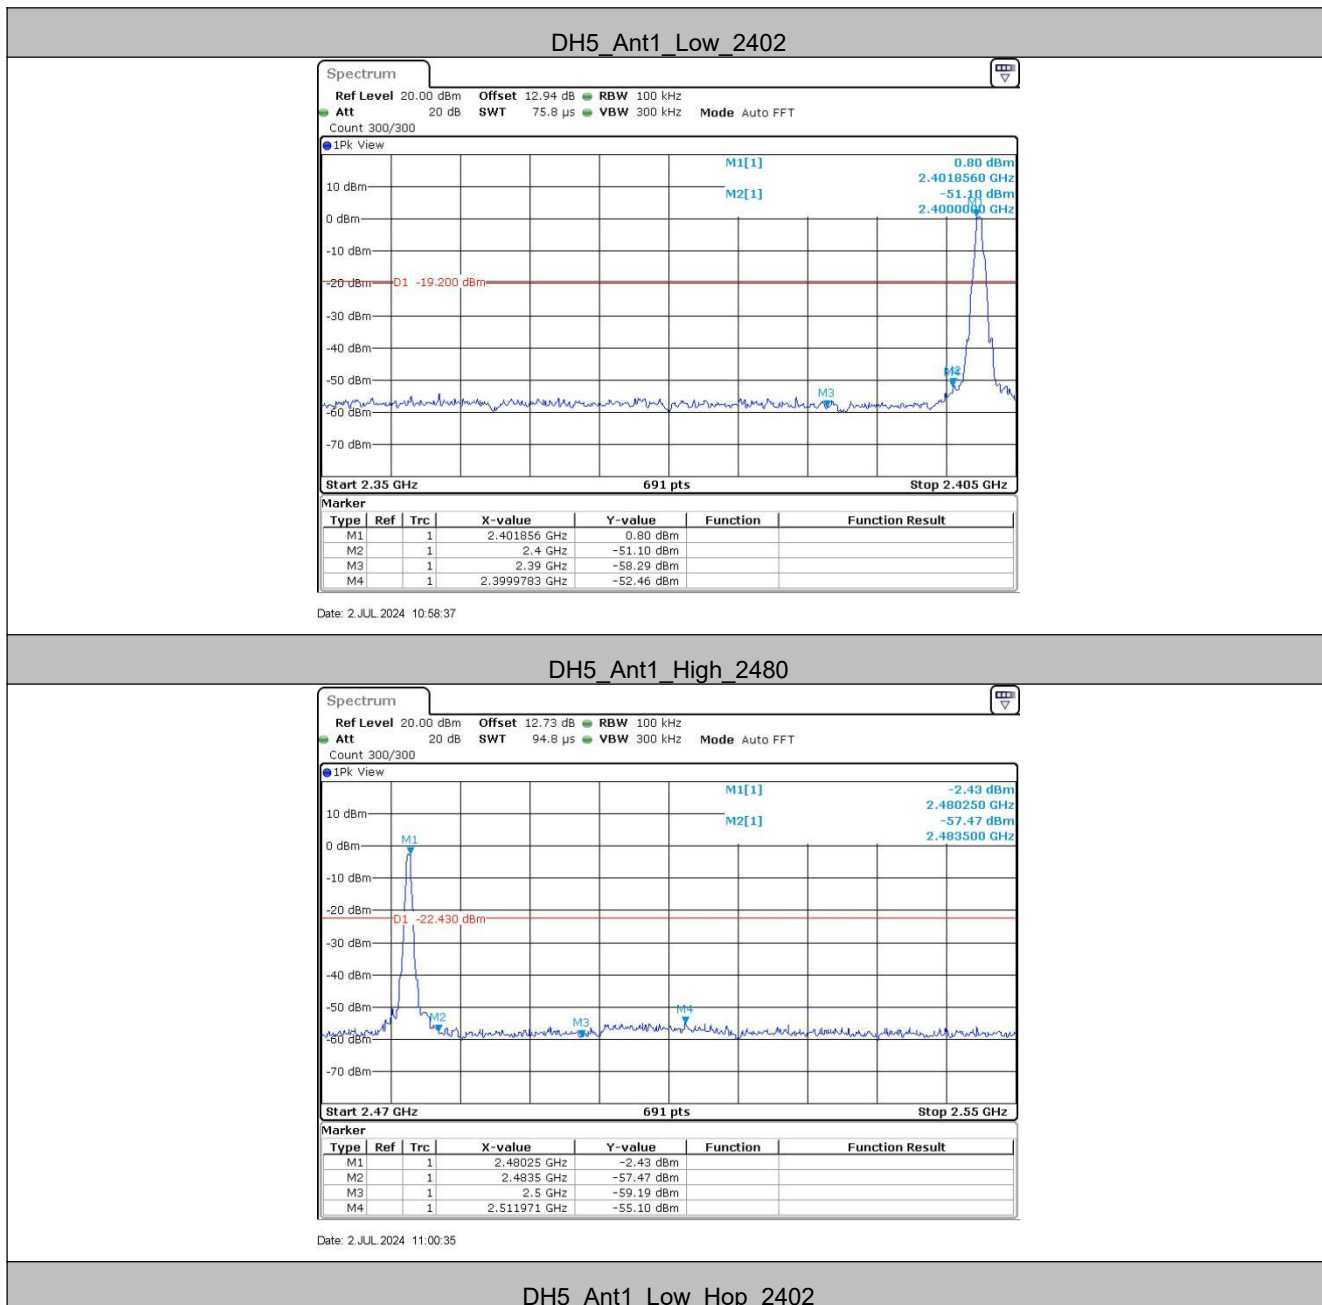 DH5_Ant1_Low_2402
Spectrum
Ref Level 20.00 dBm Offset 12.94 dB RBW 100 kHz
Att 20 dB SWT 75.8 µs VBW 300 kHz Mode Auto FFT
Count 300/300
1Pk View
M1[1] 0.80 dBm
2.4018560 GHz
M2[1] -51.10 dBm
2.4000000 GHz
M1
10 dBm
0 dBm
-10 dBm
-20 dBm
D1 -19.200 dBm
-30 dBm
-40 dBm
-50 dBm
M4 M2
M3
-60 dBm
-70 dBm
Start 2.35 GHz 691 pts Stop 2.405 GHz
Marker
Type Ref Trc X-value Y-value Function Function Result
M1 1 2.401856 GHz 0.80 dBm
M2 1 2.4 GHz -51.10 dBm
M3 1 2.39 GHz -58.29 dBm
M4 1 2.3999783 GHz -52.46 dBm
Date: 2.JUL.2024 10:58:37
DH5_Ant1_High_2480
Spectrum
Ref Level 20.00 dBm Offset 12.73 dB RBW 100 kHz
Att 20 dB SWT 94.8 µs VBW 300 kHz Mode Auto FFT
Count 300/300
1Pk View
M1[1] -2.43 dBm
2.480250 GHz
M2[1] -57.47 dBm
2.483500 GHz
10 dBm
M1
0 dBm
-10 dBm
-20 dBm
D1 -22.430 dBm
-30 dBm
-40 dBm
-50 dBm
M2 M3 M4
-60 dBm
-70 dBm
Start 2.47 GHz 691 pts Stop 2.55 GHz
Marker
Type Ref Trc X-value Y-value Function Function Result
M1 1 2.48025 GHz -2.43 dBm
M2 1 2.4835 GHz -57.47 dBm
M3 1 2.5 GHz -59.19 dBm
M4 1 2.511971 GHz -55.10 dBm
Date: 2.JUL.2024 11:00:35
DH5_Ant1_Low_Hop_2402